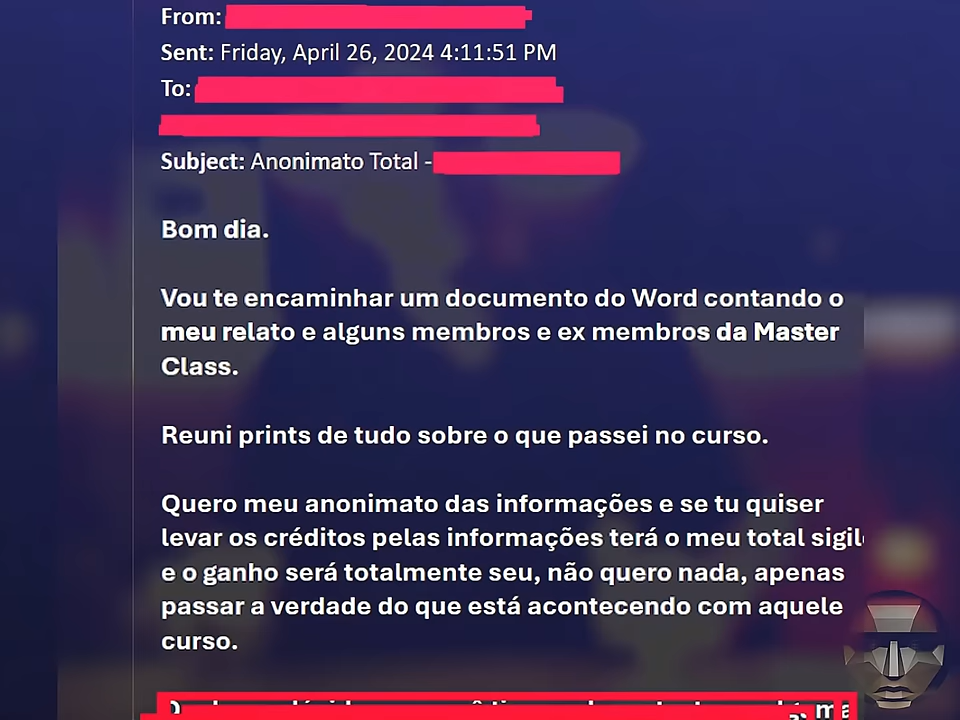 From:
Sent: Friday, April 26, 2024 4:11:51 PM
To:
Subject: Anonimato Total -
Bom dia.
Vou te encaminhar um documento do Word contando o
meu relato e alguns membros e ex membros da Master
Class.
Reuni prints de tudo sobre o que passei no curso.
Quero meu anonimato das informações e se tu quiser
levar os créditos pelas informações terá o meu total
e o ganho será totalmente seu, não quero nada, apenas
passar a verdade do que está acontecendo com aquele
curso.